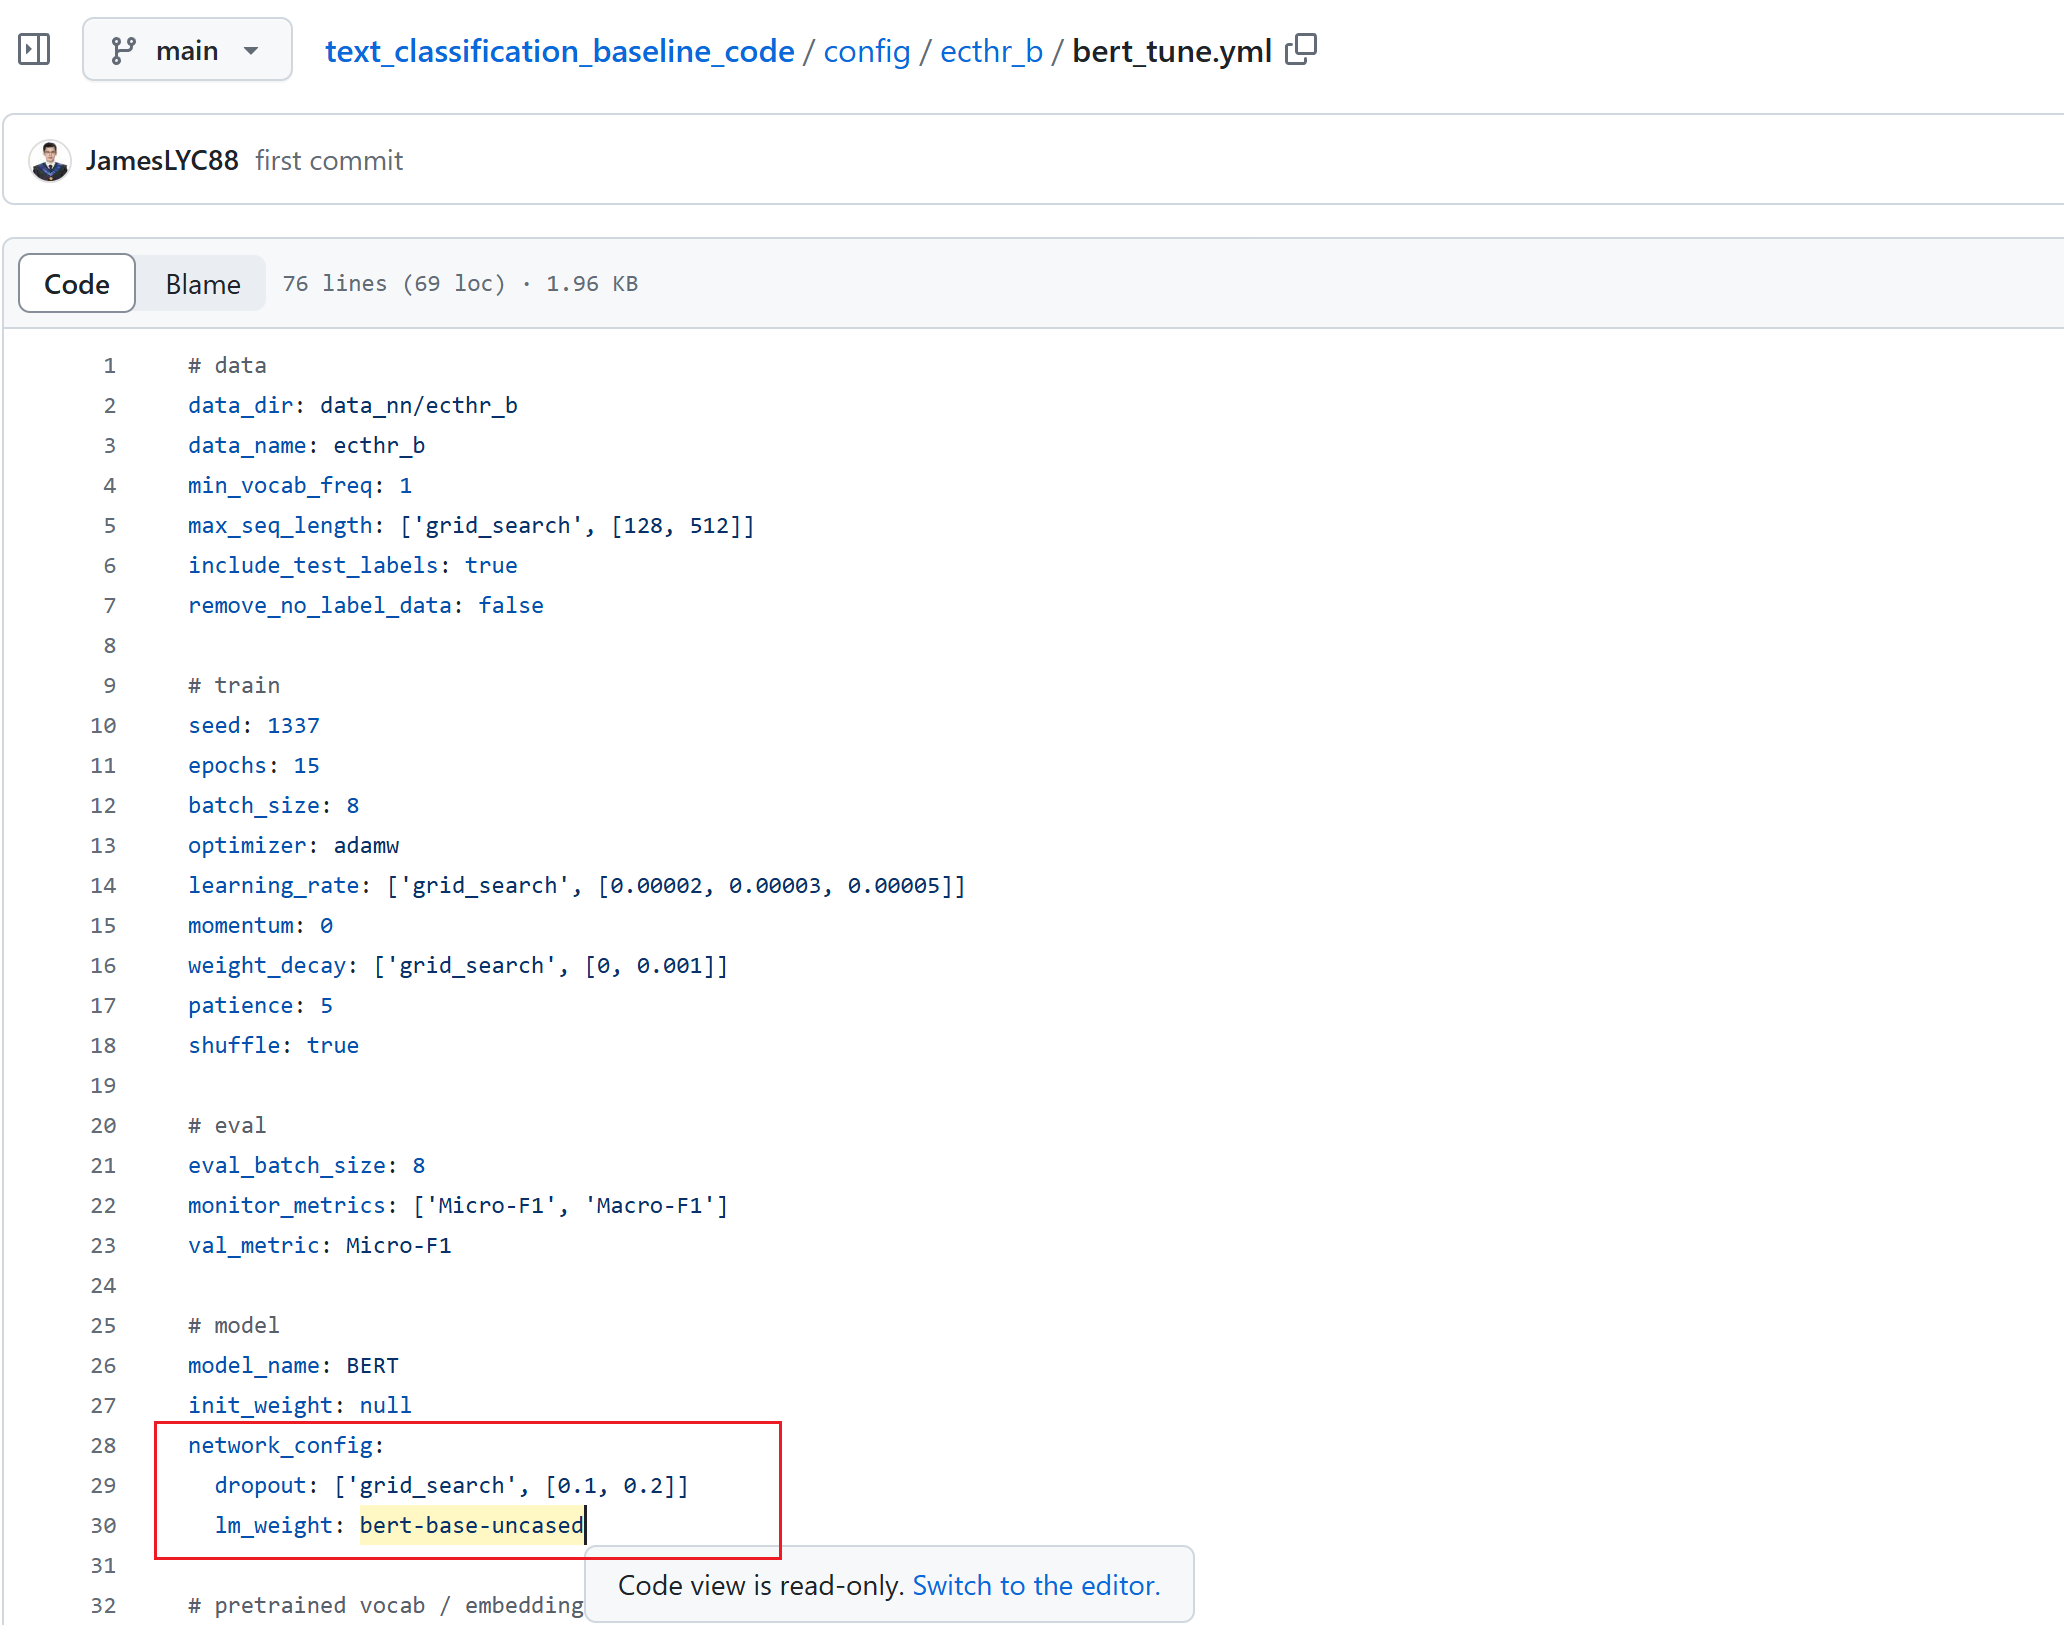 main
text_classification_baseline_code / config / ecthr_b / bert_tune.yml
JamesLYC88 first commit
Code Blame 76 lines (69 loc) · 1.96 KB
1 # data
2 data_dir: data_nn/ecthr_b
3 data_name: ecthr_b
4 min_vocab_freq: 1
5 max_seq_length: ['grid_search', [128, 512]]
6 include_test_labels: true
7 remove_no_label_data: false
8
9 # train
10 seed: 1337
11 epochs: 15
12 batch_size: 8
13 optimizer: adamw
14 learning_rate: ['grid_search', [0.00002, 0.00003, 0.00005]]
15 momentum: 0
16 weight_decay: ['grid_search', [0, 0.001]]
17 patience: 5
18 shuffle: true
19
20 # eval
21 eval_batch_size: 8
22 monitor_metrics: ['Micro-F1', 'Macro-F1']
23 val_metric: Micro-F1
24
25 # model
26 model_name: BERT
27 init_weight: null
28 network_config:
29   dropout: ['grid_search', [0.1, 0.2]]
30   lm_weight: bert-base-uncased
31
Code view is read-only. Switch to the editor.
32 # pretrained vocab / embedding